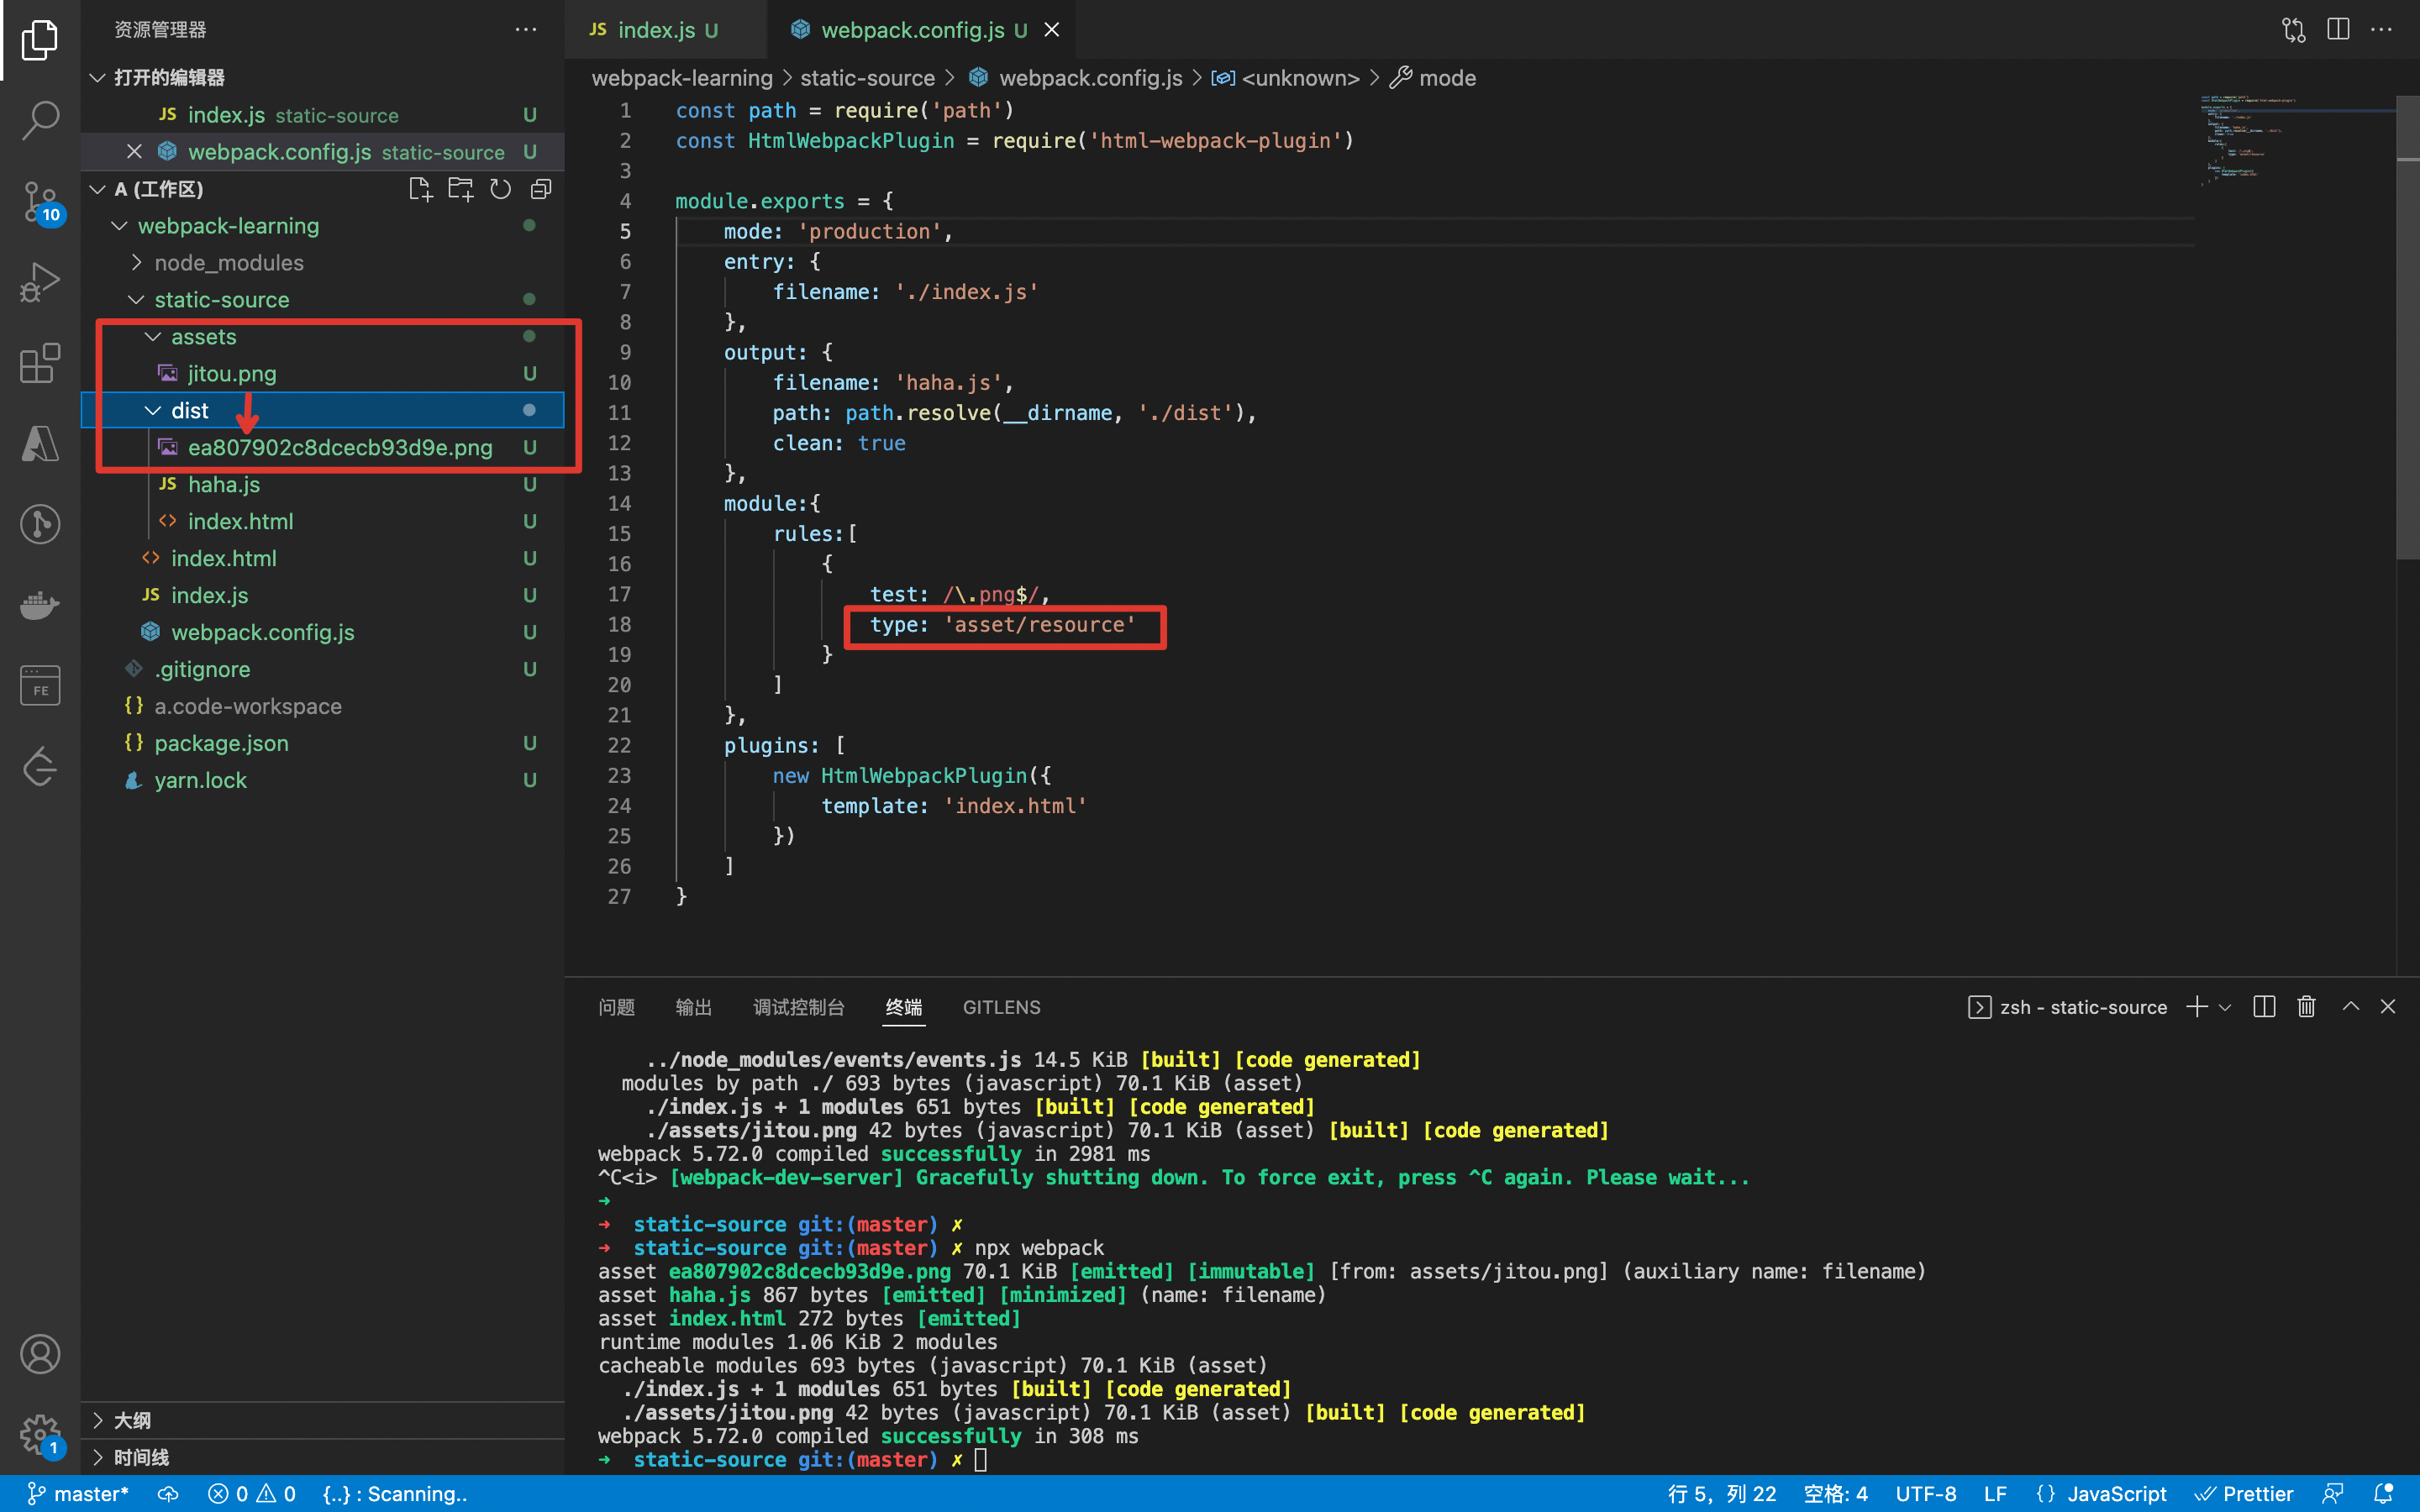 资源管理器
打开的编辑器
JS index.js static-source U
webpack.config.js static-source U
A (工作区)
webpack-learning
node_modules
static-source
assets
jitou.png U
dist
ea807902c8dcecb93d9e.png U
JS haha.js U
<> index.html U
<> index.html U
JS index.js U
webpack.config.js U
.gitignore U
{} a.code-workspace
{} package.json U
yarn.lock U
大纲
时间线
10
FE
1
JS index.js U
webpack.config.js U
webpack-learning > static-source > webpack.config.js > <unknown> > mode
1 const path = require('path')
2 const HtmlWebpackPlugin = require('html-webpack-plugin')
3
4 module.exports = {
5 mode: 'production',
6 entry: {
7 filename: './index.js'
8 },
9 output: {
10 filename: 'haha.js',
11 path: path.resolve(__dirname, './dist'),
12 clean: true
13 },
14 module:{
15 rules:[
16 {
17 test: /\.png$/,
18 type: 'asset/resource'
19 }
20 ]
21 },
22 plugins: [
23 new HtmlWebpackPlugin({
24 template: 'index.html'
25 })
26 ]
27 }
问题 输出 调试控制台 终端 GITLENS
zsh - static-source
../node_modules/events/events.js 14.5 KiB [built] [code generated]
modules by path ./ 693 bytes (javascript) 70.1 KiB (asset)
./index.js + 1 modules 651 bytes [built] [code generated]
./assets/jitou.png 42 bytes (javascript) 70.1 KiB (asset) [built] [code generated]
webpack 5.72.0 compiled successfully in 2981 ms
^C<i> [webpack-dev-server] Gracefully shutting down. To force exit, press ^C again. Please wait...
➜
➜ static-source git:(master) ✗
➜ static-source git:(master) ✗ npx webpack
asset ea807902c8dcecb93d9e.png 70.1 KiB [emitted] [immutable] [from: assets/jitou.png] (auxiliary name: filename)
asset haha.js 867 bytes [emitted] [minimized] (name: filename)
asset index.html 272 bytes [emitted]
runtime modules 1.06 KiB 2 modules
cacheable modules 693 bytes (javascript) 70.1 KiB (asset)
./index.js + 1 modules 651 bytes [built] [code generated]
./assets/jitou.png 42 bytes (javascript) 70.1 KiB (asset) [built] [code generated]
webpack 5.72.0 compiled successfully in 308 ms
➜ static-source git:(master) ✗
master* 0 0 {..} : Scanning.. 行 5，列 22 空格: 4 UTF-8 LF {} JavaScript Prettier